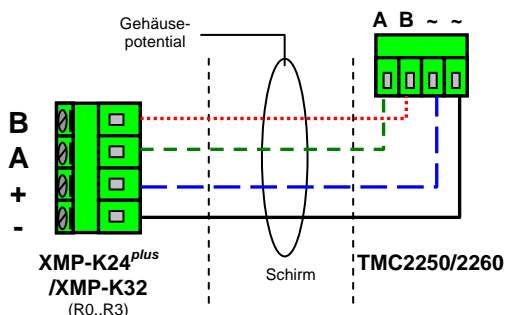 Gehäuse-
potential
A B ~ ~
B
A
+
-
XMP-K24plus
/XMP-K32
(R0..R3)
Schirm
TMC2250/2260